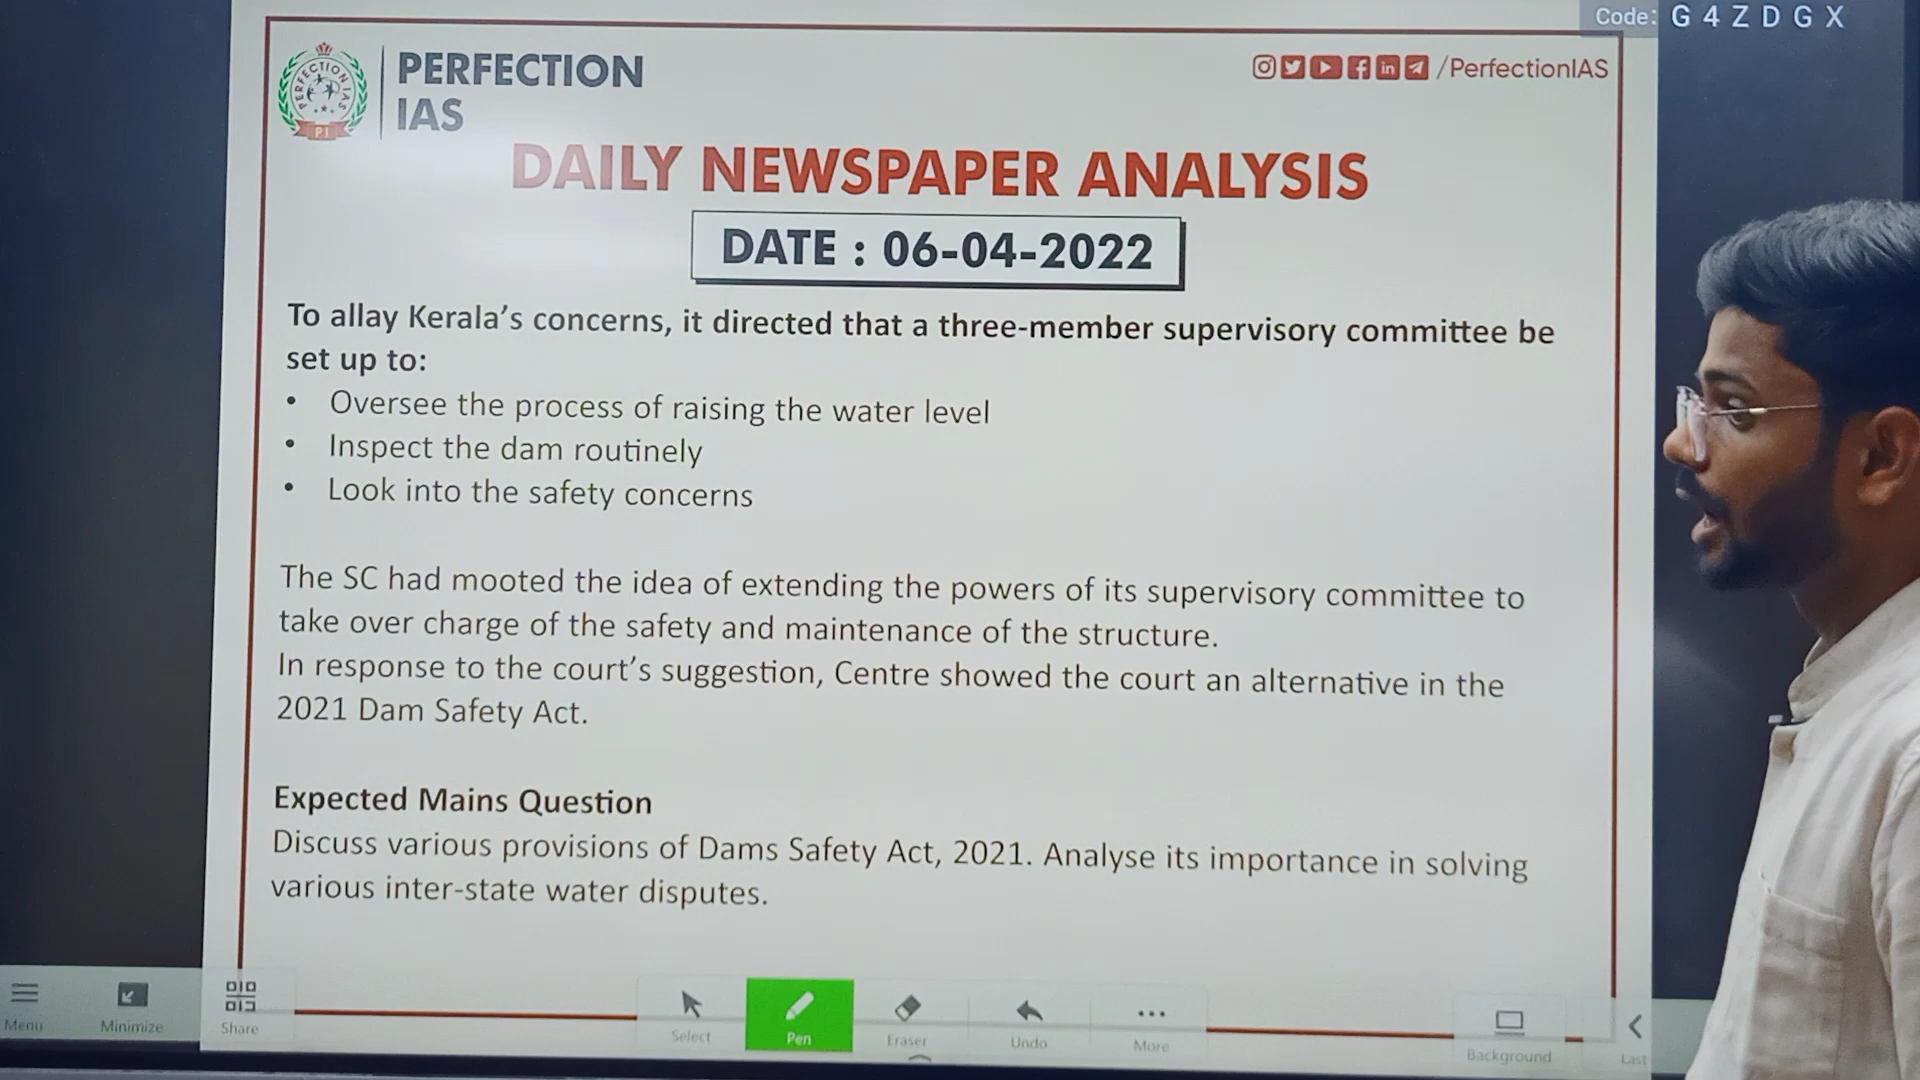 Code: G 4 Z D G X
PERFECTION IAS
PI
PERFECTION
IAS
/PerfectionIAS
DAILY NEWSPAPER ANALYSIS
DATE : 06-04-2022
To allay Kerala’s concerns, it directed that a three-member supervisory committee be
set up to:
• Oversee the process of raising the water level
• Inspect the dam routinely
• Look into the safety concerns
The SC had mooted the idea of extending the powers of its supervisory committee to
take over charge of the safety and maintenance of the structure.
In response to the court’s suggestion, Centre showed the court an alternative in the
2021 Dam Safety Act.
Expected Mains Question
Discuss various provisions of Dams Safety Act, 2021. Analyse its importance in solving
various inter-state water disputes.
Menu
Minimize
Share
Select
Pen
Eraser
Undo
More
Background
Last